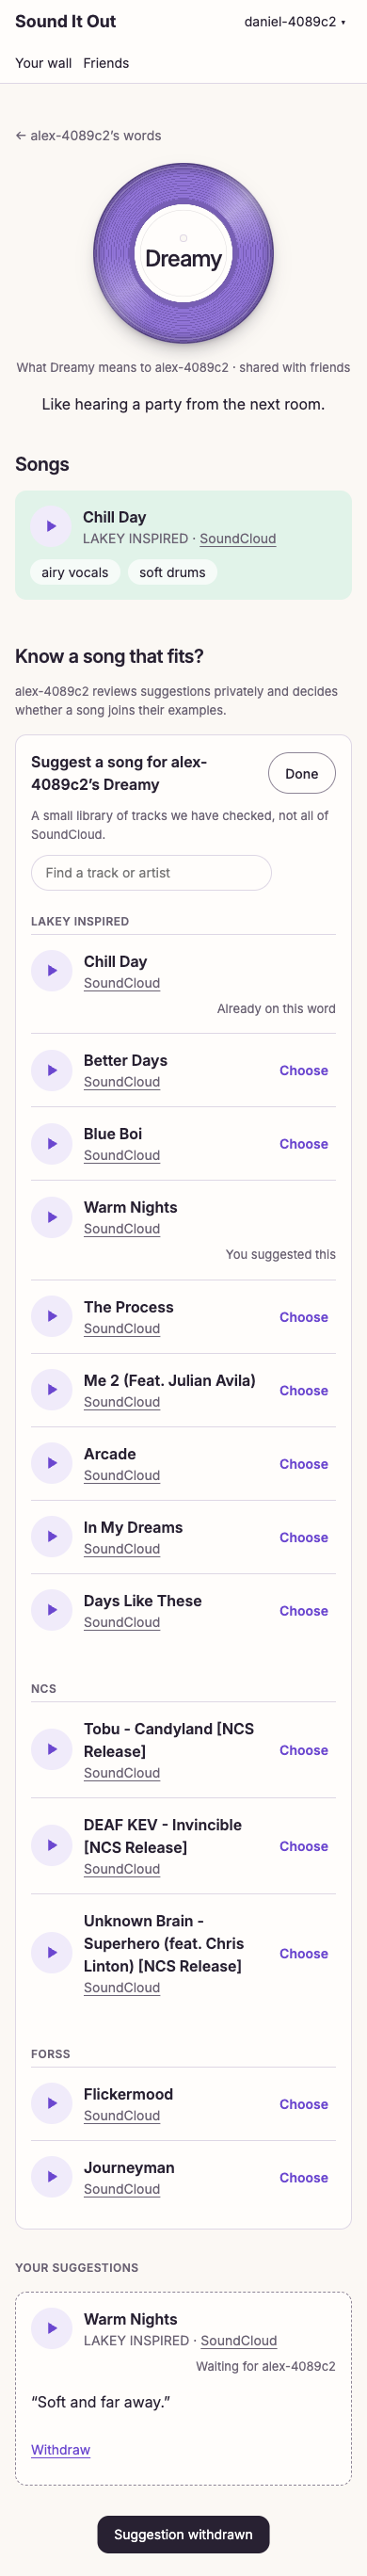 Sound It Out
daniel-4089c2 ▾
Your wall Friends
← alex-4089c2’s words
Dreamy
What Dreamy means to alex-4089c2 · shared with friends
Like hearing a party from the next room.
Songs
Chill Day
LAKEY INSPIRED · SoundCloud
airy vocals soft drums
Know a song that fits?
alex-4089c2 reviews suggestions privately and decides
whether a song joins their examples.
Suggest a song for alex-
4089c2’s Dreamy
Done
A small library of tracks we have checked, not all of
SoundCloud.
Find a track or artist
LAKEY INSPIRED
Chill Day
SoundCloud
Already on this word
Better Days
SoundCloud
Choose
Blue Boi
SoundCloud
Choose
Warm Nights
SoundCloud
You suggested this
The Process
SoundCloud
Choose
Me 2 (Feat. Julian Avila)
SoundCloud
Choose
Arcade
SoundCloud
Choose
In My Dreams
SoundCloud
Choose
Days Like These
SoundCloud
Choose
NCS
Tobu - Candyland [NCS
Release]
SoundCloud
Choose
DEAF KEV - Invincible
[NCS Release]
SoundCloud
Choose
Unknown Brain -
Superhero (feat. Chris
Linton) [NCS Release]
SoundCloud
Choose
FORSS
Flickermood
SoundCloud
Choose
Journeyman
SoundCloud
Choose
YOUR SUGGESTIONS
Warm Nights
LAKEY INSPIRED · SoundCloud
Waiting for alex-4089c2
“Soft and far away.”
Withdraw
Suggestion withdrawn